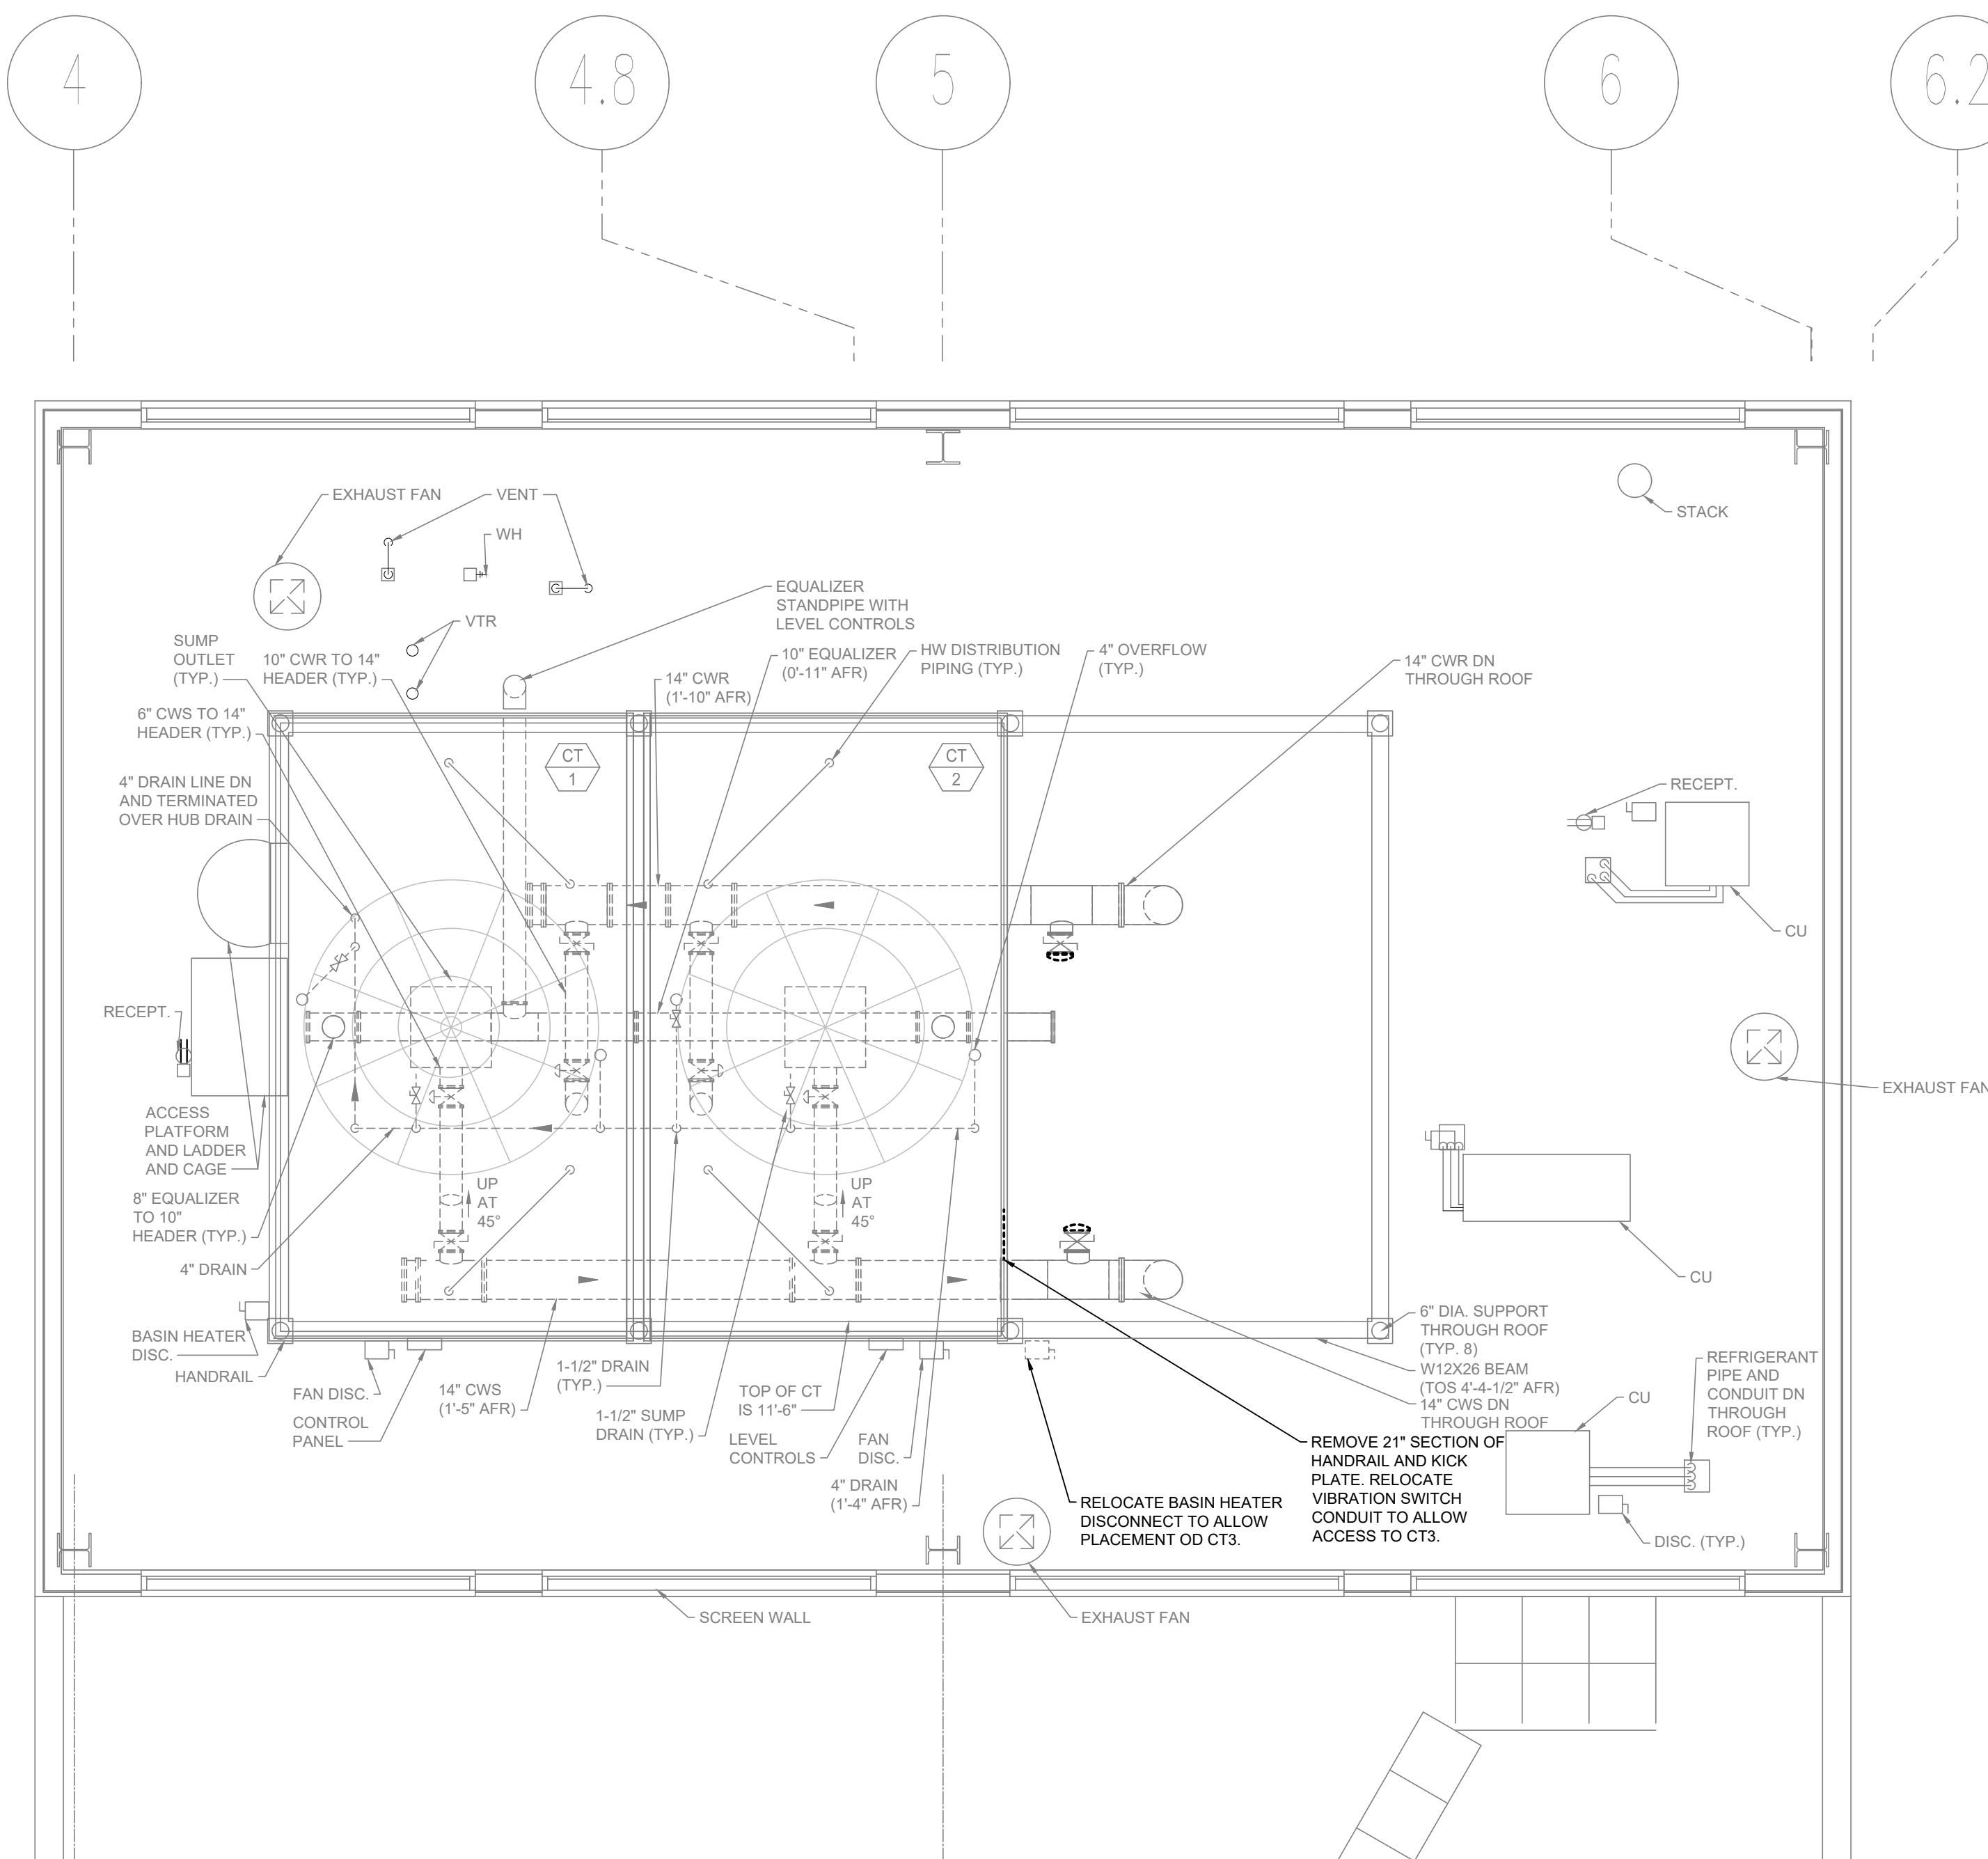 4
4.8
5
6
6.2
EXHAUST FAN
VENT
WH
STACK
VTR
EQUALIZER
STANDPIPE WITH
LEVEL CONTROLS
SUMP
OUTLET
(TYP.)
10" CWR TO 14"
HEADER (TYP.)
14" CWR
(1'-10" AFR)
10" EQUALIZER
(0'-11" AFR)
HW DISTRIBUTION
PIPING (TYP.)
4" OVERFLOW
(TYP.)
14" CWR DN
THROUGH ROOF
6" CWS TO 14"
HEADER (TYP.)
CT
1
CT
2
4" DRAIN LINE DN
AND TERMINATED
OVER HUB DRAIN
RECEPT.
CU
RECEPT.
EXHAUST FAN
ACCESS
PLATFORM
AND LADDER
AND CAGE
8" EQUALIZER
TO 10"
HEADER (TYP.)
UP
AT
45°
UP
AT
45°
4" DRAIN
CU
BASIN HEATER
DISC.
HANDRAIL
FAN DISC.
CONTROL
PANEL
14" CWS
(1'-5" AFR)
1-1/2" DRAIN
(TYP.)
1-1/2" SUMP
DRAIN (TYP.)
TOP OF CT
IS 11'-6"
LEVEL
CONTROLS
FAN
DISC.
4" DRAIN
(1'-4" AFR)
6" DIA. SUPPORT
THROUGH ROOF
(TYP. 8)
W12X26 BEAM
(TOS 4'-4-1/2" AFR)
14" CWS DN
THROUGH ROOF
CU
REFRIGERANT
PIPE AND
CONDUIT DN
THROUGH
ROOF (TYP.)
RELOCATE BASIN HEATER
DISCONNECT TO ALLOW
PLACEMENT OD CT3.
REMOVE 21" SECTION OF
HANDRAIL AND KICK
PLATE. RELOCATE
VIBRATION SWITCH
CONDUIT TO ALLOW
ACCESS TO CT3.
DISC. (TYP.)
SCREEN WALL
EXHAUST FAN